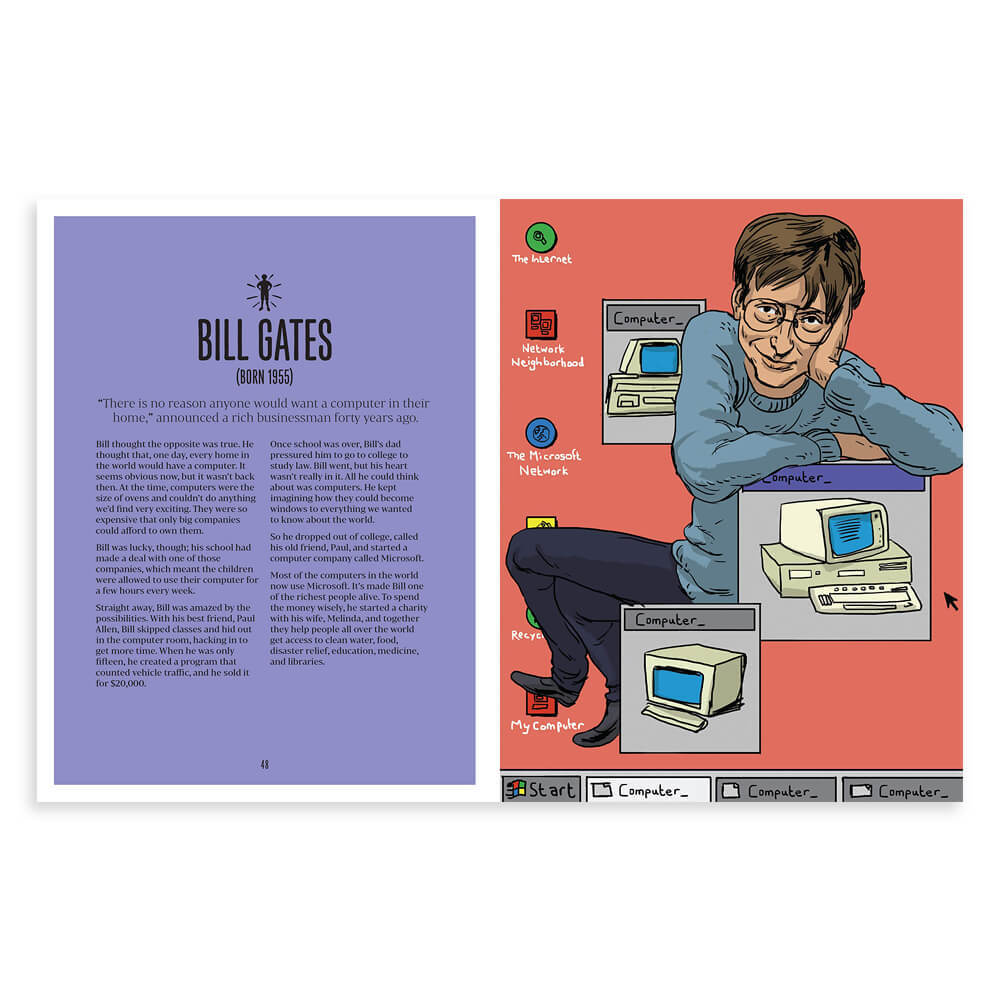 BILL GATES
(BORN 1955)
“There is no reason anyone would want a computer in their
home,” announced a rich businessman forty years ago.
Bill thought the opposite was true. He
thought that, one day, every home in
the world would have a computer. It
seems obvious now, but it wasn’t back
then. At the time, computers were the
size of ovens and couldn’t do anything
we’d find very exciting. They were so
expensive that only big companies
could afford to own them.
Bill was lucky, though; his school had
made a deal with one of those
companies, which meant the children
were allowed to use their computer for
a few hours every week.
Straight away, Bill was amazed by the
possibilities. With his best friend, Paul
Allen, Bill skipped classes and hid out
in the computer room, hacking in to
get more time. When he was only
fifteen, he created a program that
counted vehicle traffic, and he sold it
for $20,000.
Once school was over, Bill’s dad
pressured him to go to college to
study law. Bill went, but his heart
wasn’t really in it. All he could think
about was computers. He kept
imagining how they could become
windows to everything we wanted
to know about the world.
So he dropped out of college, called
his old friend, Paul, and started a
computer company called Microsoft.
Most of the computers in the world
now use Microsoft. It’s made Bill one
of the richest people alive. To spend
the money wisely, he started a charity
with his wife, Melinda, and together
they help people all over the world
get access to clean water, food,
disaster relief, education, medicine,
and libraries.
48
The Internet
Network
Neighborhood
The Microsoft
Network
Recyc
My Computer
Computer_
Computer_
Computer_
Start
Computer_
Computer_
Computer_